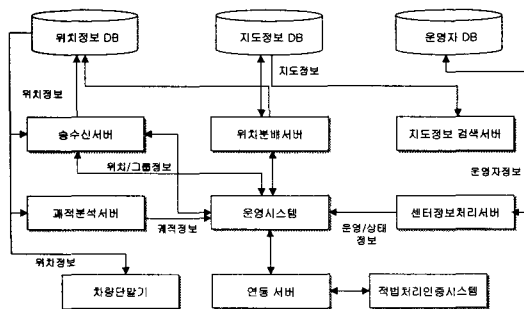 위치정보 DB
지도정보 DB
운영자 DB
위치정보
지도정보
송수신서버
위치분배서버
지도정보 검색서버
위치/그룹정보
운영자정보
괘적분석서버
궤적정보
운영시스템
운영/상태
정보
센터정보처리서버
위치정보
차량단말기
연동 서버
적법처리인증시스템